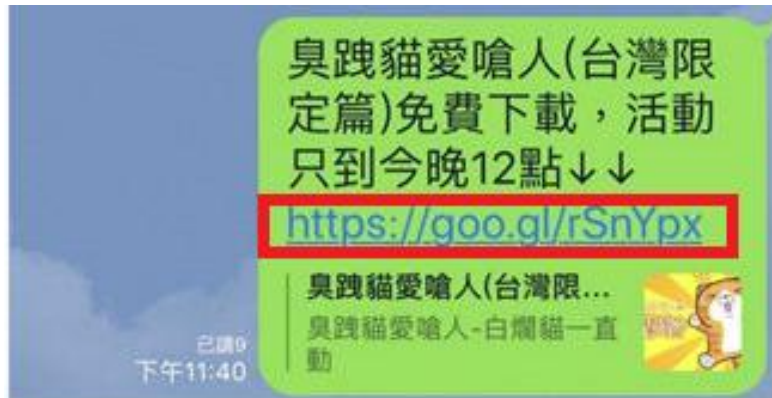 臭跩貓愛嗆人(台灣限
定篇)免費下載，活動
只到今晚12點↓↓
https://goo.gl/rSnYpx
臭跩貓愛嗆人(台灣限...
臭跩貓愛嗆人-白爛貓一直
動
已讀9
下午11:40